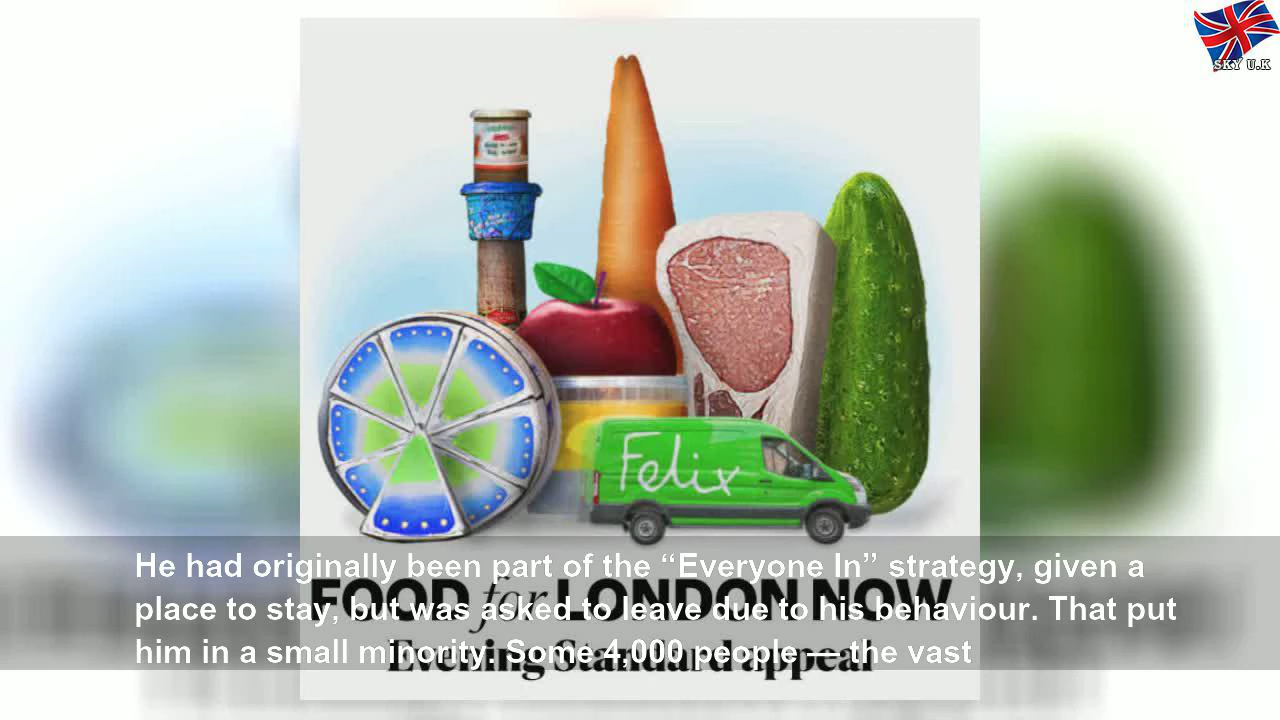 SKY U.K
Felix
He had originally been part of the “Everyone In” strategy, given a
place to stay, but was asked to leave due to his behaviour. That put
him in a small minority. Some 4,000 people — the vast
FOOD for LONDON NOW
Evening Standard appeal